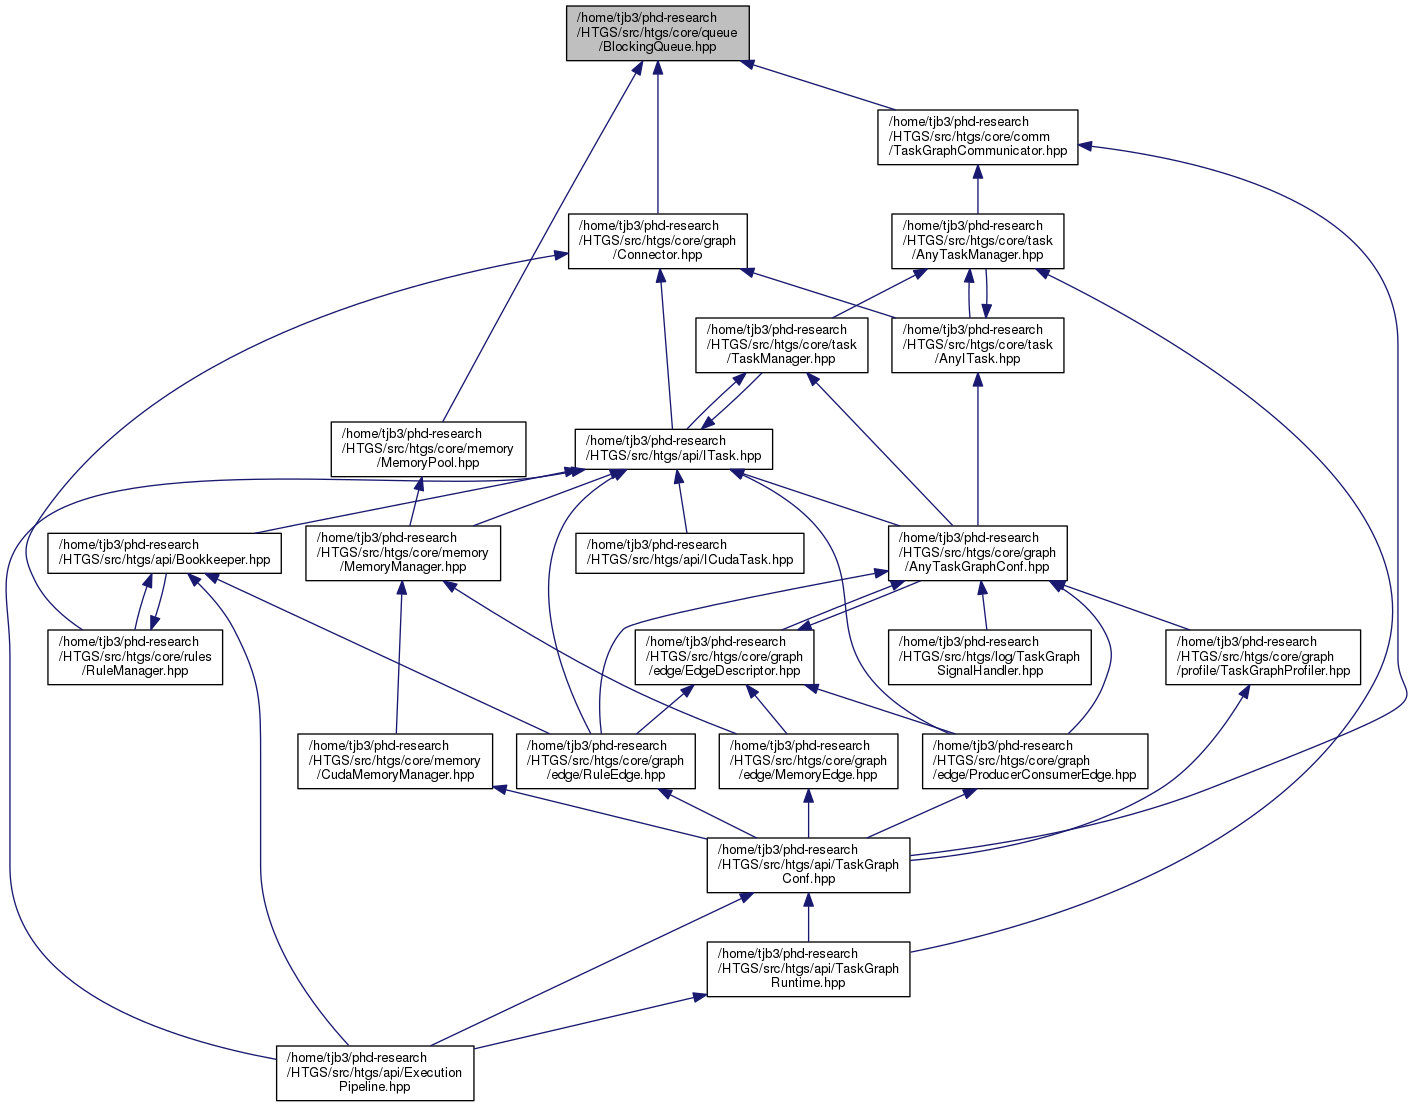 /home/tjb3/phd-research
/HTGS/src/htgs/core/queue
/BlockingQueue.hpp
/home/tjb3/phd-research
/HTGS/src/htgs/core/comm
/TaskGraphCommunicator.hpp
/home/tjb3/phd-research
/HTGS/src/htgs/core/graph
/Connector.hpp
/home/tjb3/phd-research
/HTGS/src/htgs/core/task
/AnyTaskManager.hpp
/home/tjb3/phd-research
/HTGS/src/htgs/core/task
/TaskManager.hpp
/home/tjb3/phd-research
/HTGS/src/htgs/core/task
/AnyITask.hpp
/home/tjb3/phd-research
/HTGS/src/htgs/core/memory
/MemoryPool.hpp
/home/tjb3/phd-research
/HTGS/src/htgs/api/ITask.hpp
/home/tjb3/phd-research
/HTGS/src/htgs/api/Bookkeeper.hpp
/home/tjb3/phd-research
/HTGS/src/htgs/core/memory
/MemoryManager.hpp
/home/tjb3/phd-research
/HTGS/src/htgs/api/ICudaTask.hpp
/home/tjb3/phd-research
/HTGS/src/htgs/core/graph
/AnyTaskGraphConf.hpp
/home/tjb3/phd-research
/HTGS/src/htgs/core/rules
/RuleManager.hpp
/home/tjb3/phd-research
/HTGS/src/htgs/core/graph
/edge/EdgeDescriptor.hpp
/home/tjb3/phd-research
/HTGS/src/htgs/log/TaskGraph
SignalHandler.hpp
/home/tjb3/phd-research
/HTGS/src/htgs/core/graph
/profile/TaskGraphProfiler.hpp
/home/tjb3/phd-research
/HTGS/src/htgs/core/memory
/CudaMemoryManager.hpp
/home/tjb3/phd-research
/HTGS/src/htgs/core/graph
/edge/RuleEdge.hpp
/home/tjb3/phd-research
/HTGS/src/htgs/core/graph
/edge/MemoryEdge.hpp
/home/tjb3/phd-research
/HTGS/src/htgs/core/graph
/edge/ProducerConsumerEdge.hpp
/home/tjb3/phd-research
/HTGS/src/htgs/api/TaskGraph
Conf.hpp
/home/tjb3/phd-research
/HTGS/src/htgs/api/TaskGraph
Runtime.hpp
/home/tjb3/phd-research
/HTGS/src/htgs/api/Execution
Pipeline.hpp